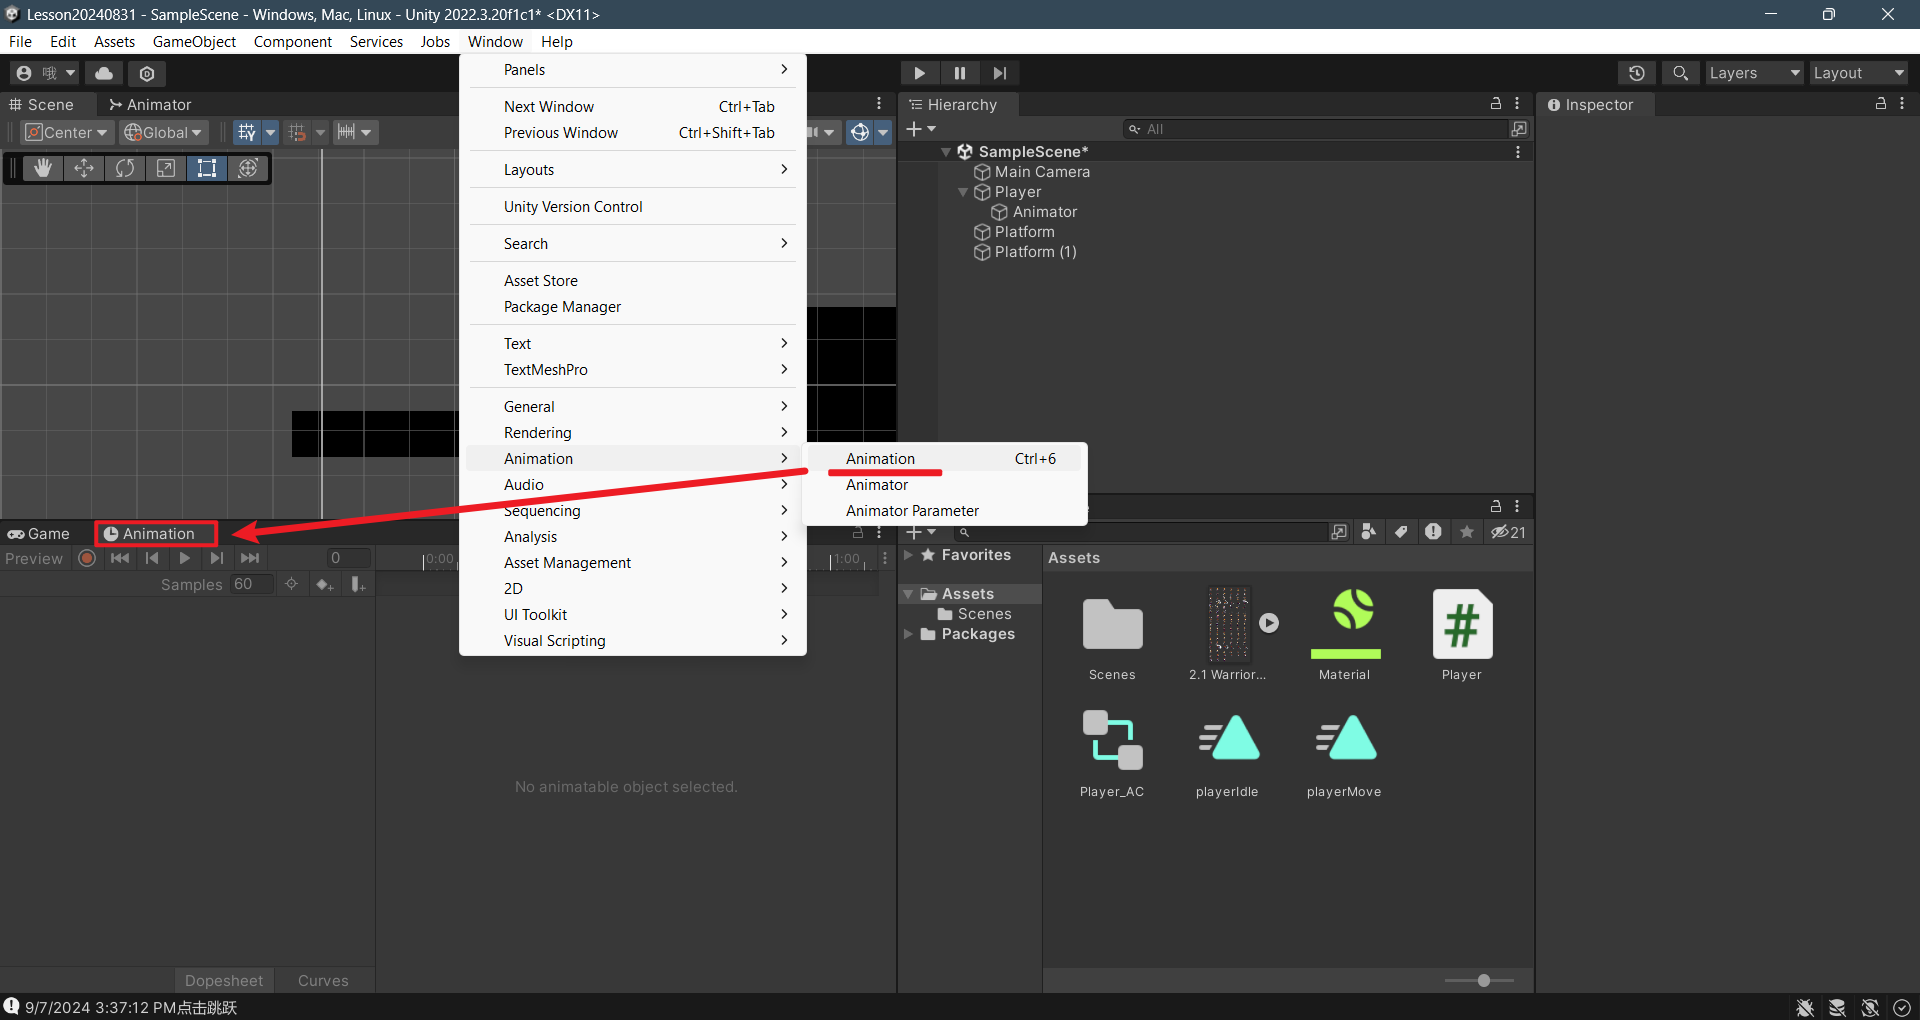 Lesson20240831 - SampleScene - Windows, Mac, Linux - Unity 2022.3.20f1c1* <DX11>
File Edit Assets GameObject Component Services Jobs Window Help
哦
Layers
Layout
Scene
Animator
Center
Global
Panels
Next Window Ctrl+Tab
Previous Window Ctrl+Shift+Tab
Layouts
Unity Version Control
Search
Asset Store
Package Manager
Text
TextMeshPro
General
Rendering
Animation
Audio
Sequencing
Analysis
Asset Management
2D
UI Toolkit
Visual Scripting
Animation Ctrl+6
Animator
Animator Parameter
Hierarchy
All
SampleScene*
Main Camera
Player
Animator
Platform
Platform (1)
Inspector
Game
Animation
Preview
0
0:00
1:00
Samples 60
No animatable object selected.
Dopesheet
Curves
21
Favorites
Assets
Scenes
Packages
Assets
Scenes
2.1 Warrior...
Material
Player
Player_AC
playerIdle
playerMove
9/7/2024 3:37:12 PM点击跳跃